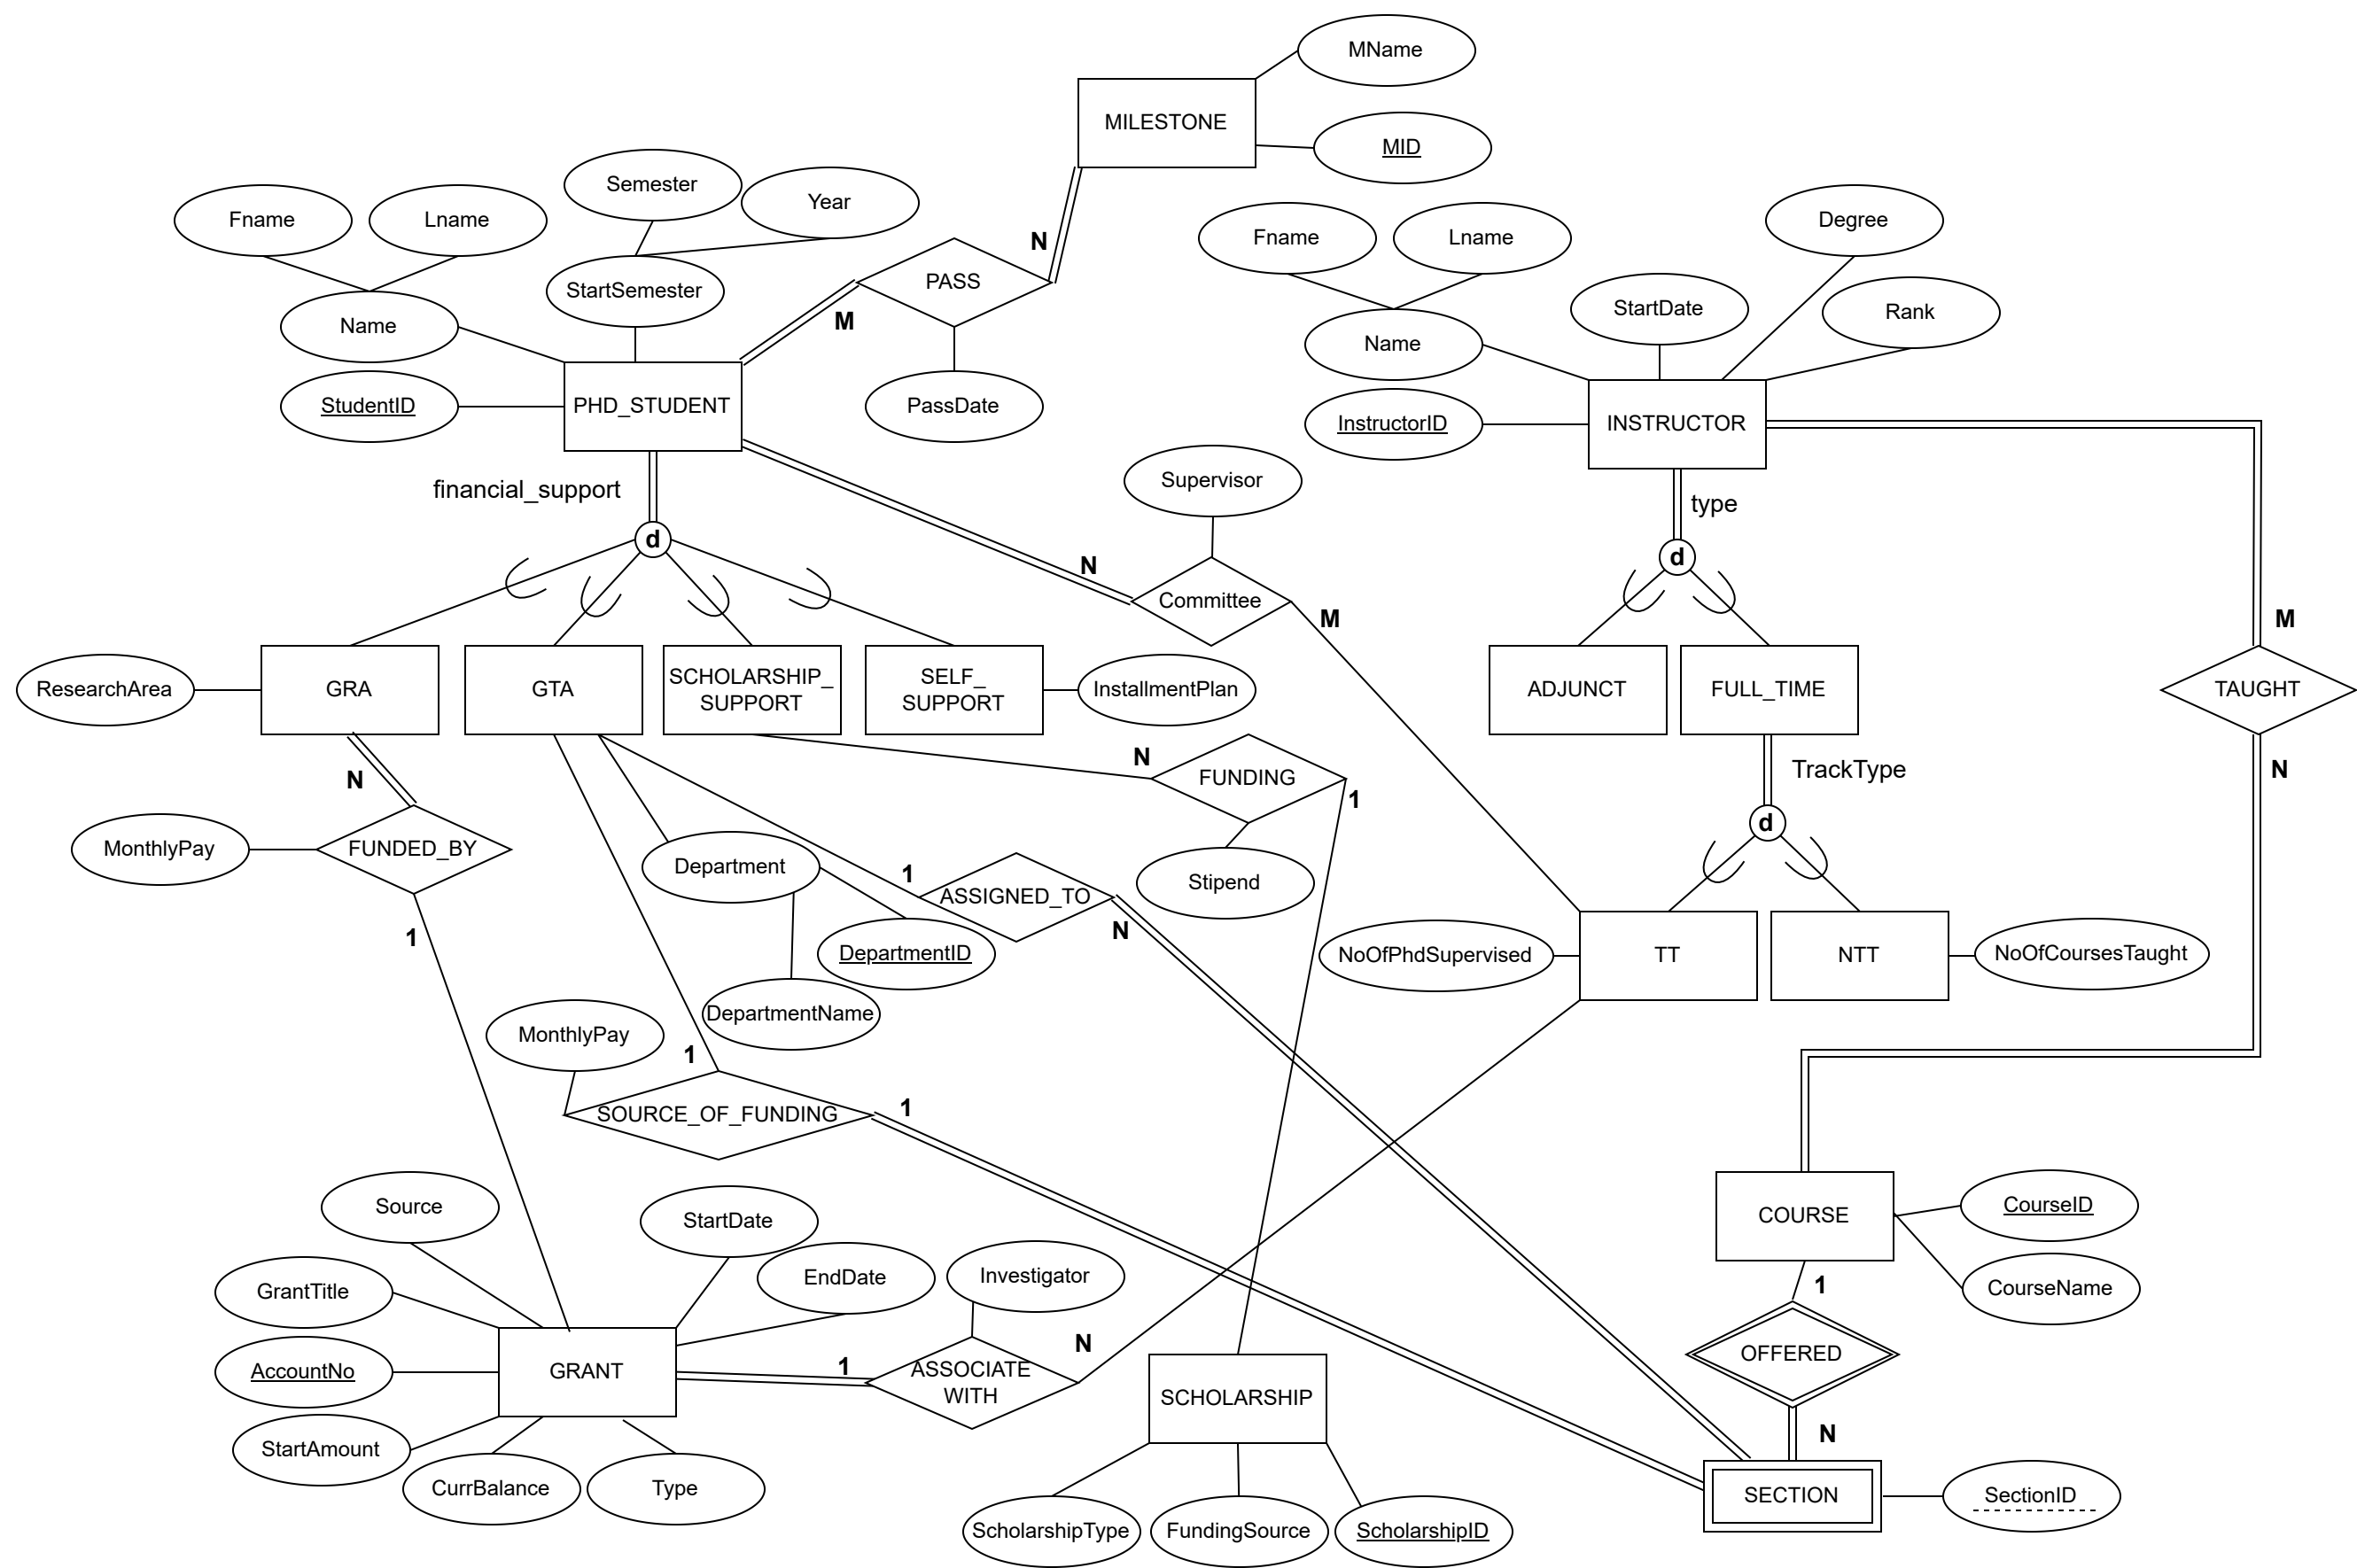 MName
MILESTONE
MID
Semester
Year
Fname
Lname
Degree
Fname
Lname
N
PASS
StartSemester
StartDate
Rank
M
Name
Name
PHD_STUDENT
StudentID
PassDate
INSTRUCTOR
InstructorID
Supervisor
financial_support
type
d
d
N
Committee
M
M
ResearchArea
GRA
GTA
SCHOLARSHIP_
SUPPORT
SELF_
SUPPORT
InstallmentPlan
ADJUNCT
FULL_TIME
TAUGHT
N
N
FUNDING
1
TrackType
N
d
MonthlyPay
FUNDED_BY
Department
1
ASSIGNED_TO
N
Stipend
1
DepartmentID
NoOfPhdSupervised
TT
NTT
NoOfCoursesTaught
DepartmentName
MonthlyPay
1
SOURCE_OF_FUNDING
1
Source
StartDate
COURSE
CourseID
GrantTitle
EndDate
Investigator
CourseName
1
AccountNo
GRANT
1
ASSOCIATE
WITH
N
SCHOLARSHIP
OFFERED
StartAmount
N
CurrBalance
Type
SECTION
SectionID
ScholarshipType
FundingSource
ScholarshipID